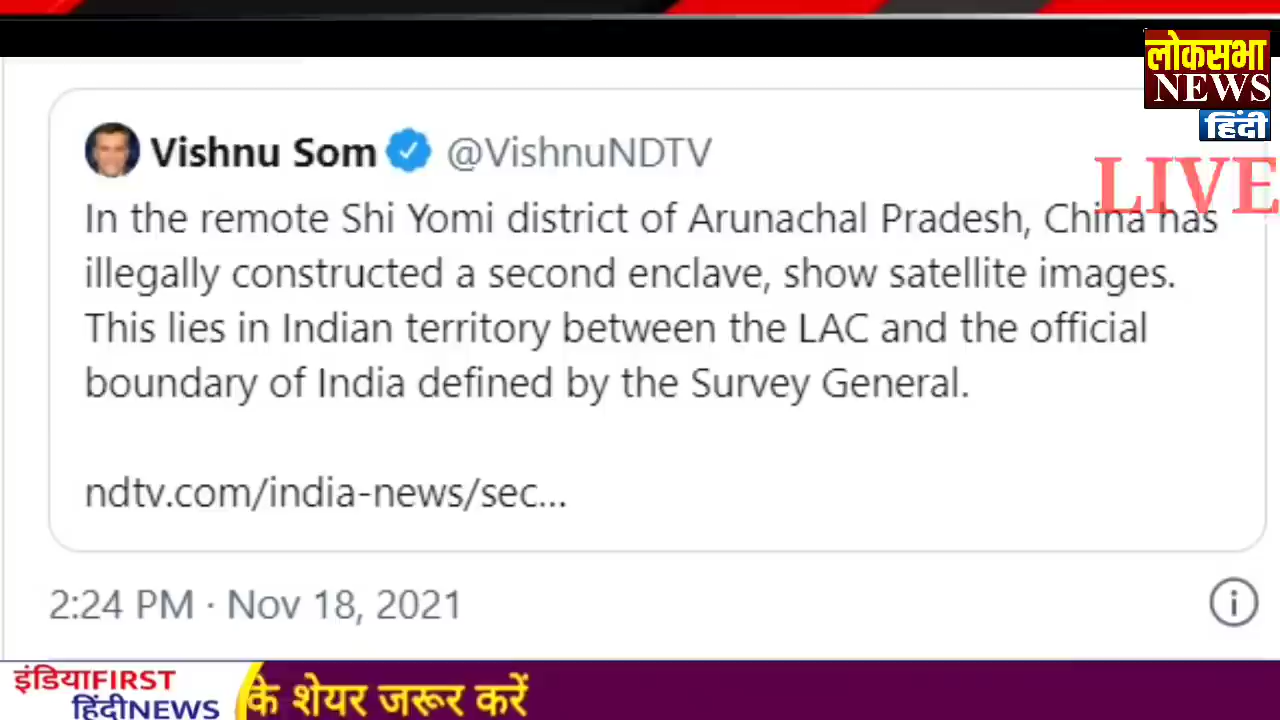 लोकसभा
NEWS
हिंदी
LIVE
Vishnu Som @VishnuNDTV
In the remote Shi Yomi district of Arunachal Pradesh, China has
illegally constructed a second enclave, show satellite images.
This lies in Indian territory between the LAC and the official
boundary of India defined by the Survey General.
ndtv.com/india-news/sec...
2:24 PM · Nov 18, 2021
इंडियाFIRST
हिंदीNEWS
के शेयर जरूर करें